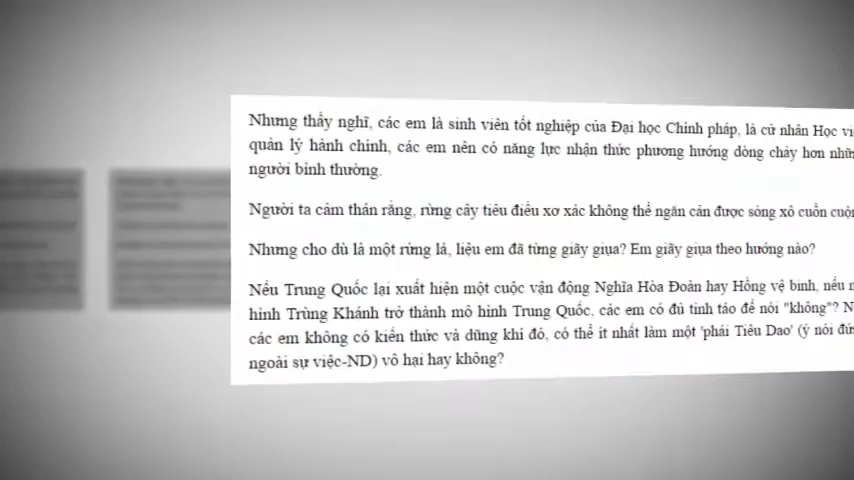 Nhưng thầy nghĩ, các em là sinh viên tốt nghiệp của Đại học Chính pháp, là cử nhân Học
quản lý hành chính, các em nên có năng lực nhận thức phương hướng dòng chảy hơn
người bình thường.
Người ta cảm thán rằng, rừng cây tiêu điều xơ xác không thể ngăn cản được sóng xô cuồn
Nhưng cho dù là một rừng lá, liệu em đã từng giãy giụa? Em giãy giụa theo hướng nào?
Nếu Trung Quốc lại xuất hiện một cuộc vận động Nghĩa Hòa Đoàn hay Hồng vệ binh, nếu
hình Trùng Khánh trở thành mô hình Trung Quốc, các em có đủ tỉnh táo để nói "không"?
các em không có kiến thức và dũng khí đó, có thể ít nhất làm một 'phái Tiêu Dao' (ý nói
ngoài sự việc-ND) vô hại hay không?